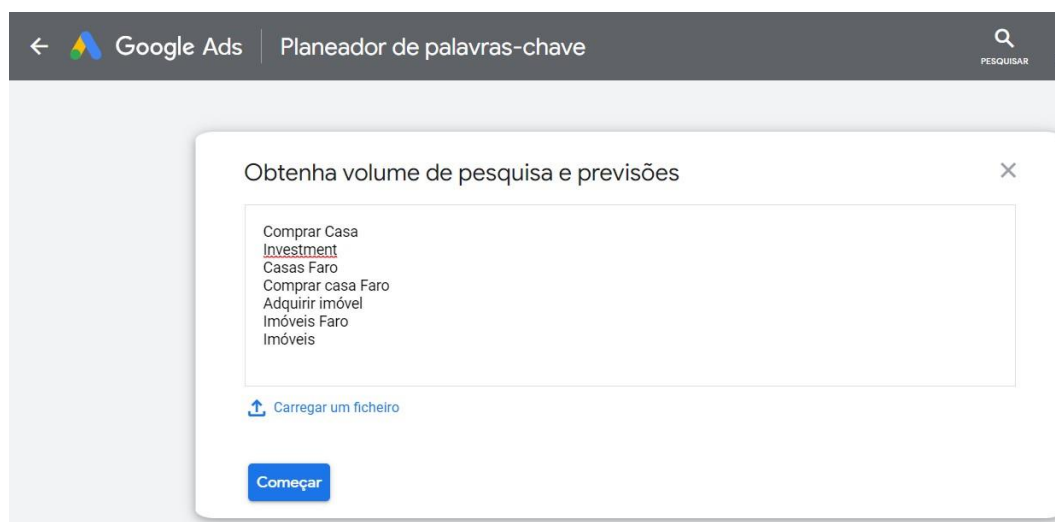 Google Ads Planeador de palavras-chave
PESQUISAR
Obtenha volume de pesquisa e previsões
Comprar Casa
Investment
Casas Faro
Comprar casa Faro
Adquirir imóvel
Imóveis Faro
Imóveis
Carregar um ficheiro
Começar